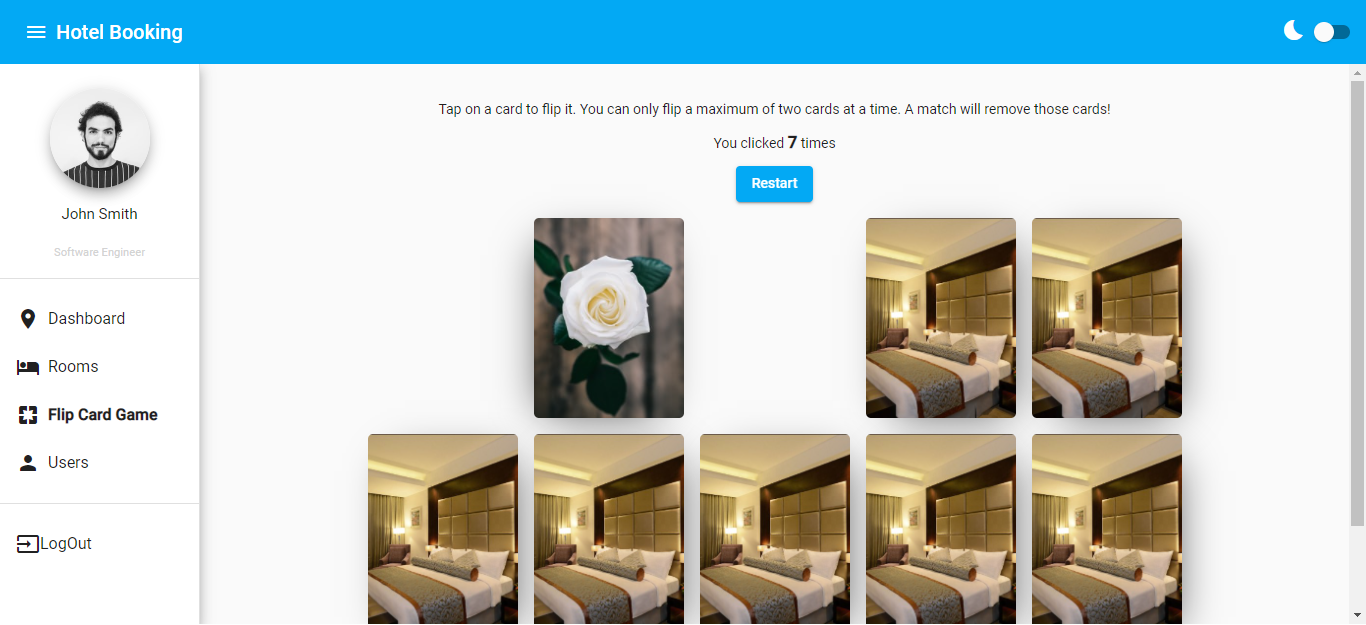 Hotel Booking
John Smith
Software Engineer
Dashboard
Rooms
Flip Card Game
Users
LogOut
Tap on a card to flip it. You can only flip a maximum of two cards at a time. A match will remove those cards!
You clicked 7 times
Restart